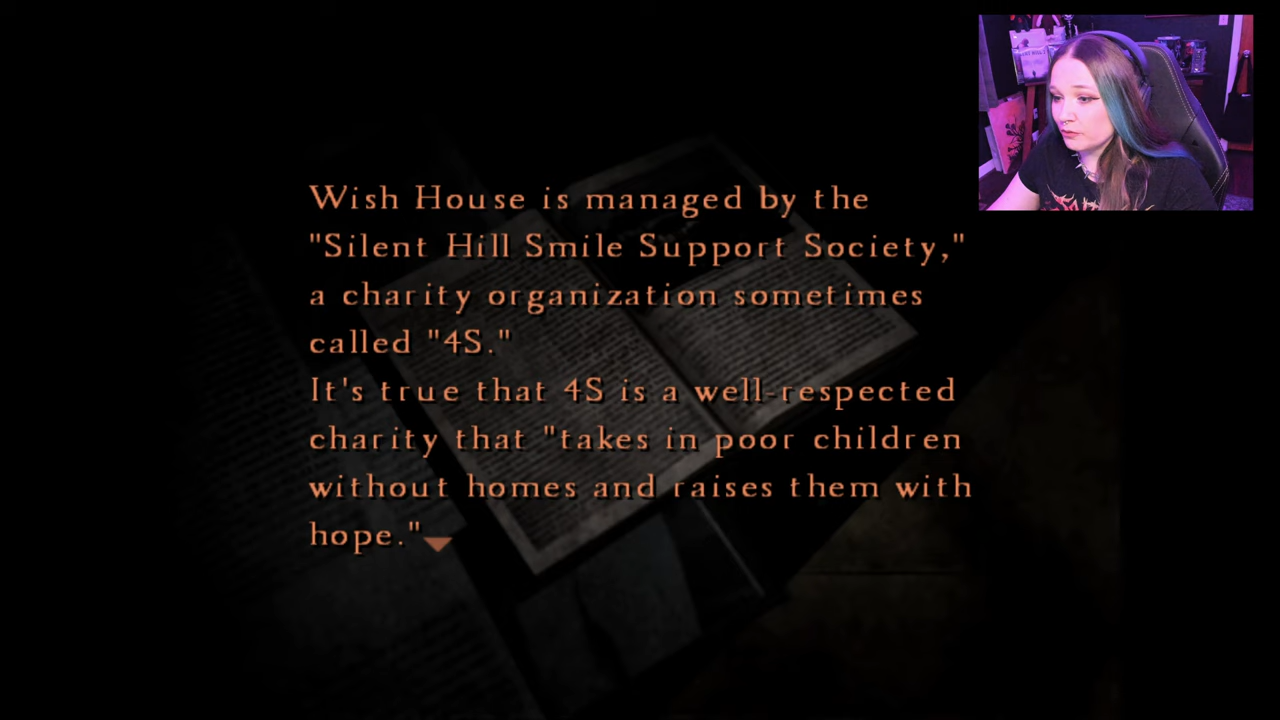 Wish House is managed by the
"Silent Hill Smile Support Society,"
a charity organization sometimes
called "4S."
It's true that 4S is a well-respected
charity that "takes in poor children
without homes and raises them with
hope."